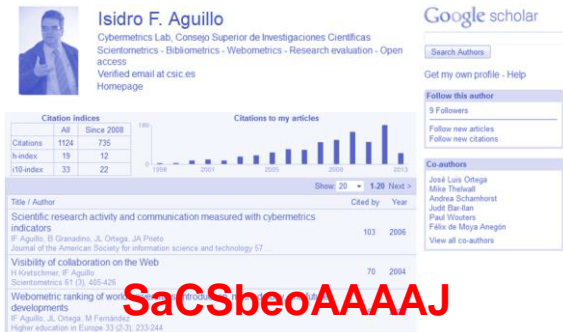 Isidro F. Aguillo
Cybermetrics Lab, Consejo Superior de Investigaciones Científicas
Scientometrics - Bibliometrics - Webometrics - Research evaluation - Open
access
Verified email at csic.es
Homepage
Google scholar
Search Authors
Get my own profile - Help
Follow this author
9 Followers
Follow new articles
Follow new citations
Co-authors
José Luis Ortega
Mike Thelwall
Andrea Scharnhorst
Judit Bar-Ilan
Paul Wouters
Félix de Moya Anegón
View all co-authors
Citation indices
All Since 2008
Citations 1124 735
h-index 19 12
i10-index 33 22
Citations to my articles
180
0
1998 2001 2005 2009 2012
Show: 20 1-20 Next >
Title / Author Cited by Year
Scientific research activity and communication measured with cybermetrics
indicators
IF Aguillo, B Granadino, JL Ortega, JA Prieto
Journal of the American Society for information science and technology 57...
103 2006
Visibility of collaboration on the Web
H Kretschmer, IF Aguillo
Scientometrics 61 (3), 405-426
70 2004
Webometric ranking of world
developments
IF Aguillo, JL Ortega, M Fernández
Higher education in Europe 33 (2-3), 233-244
SaCSbeoAAAAJ